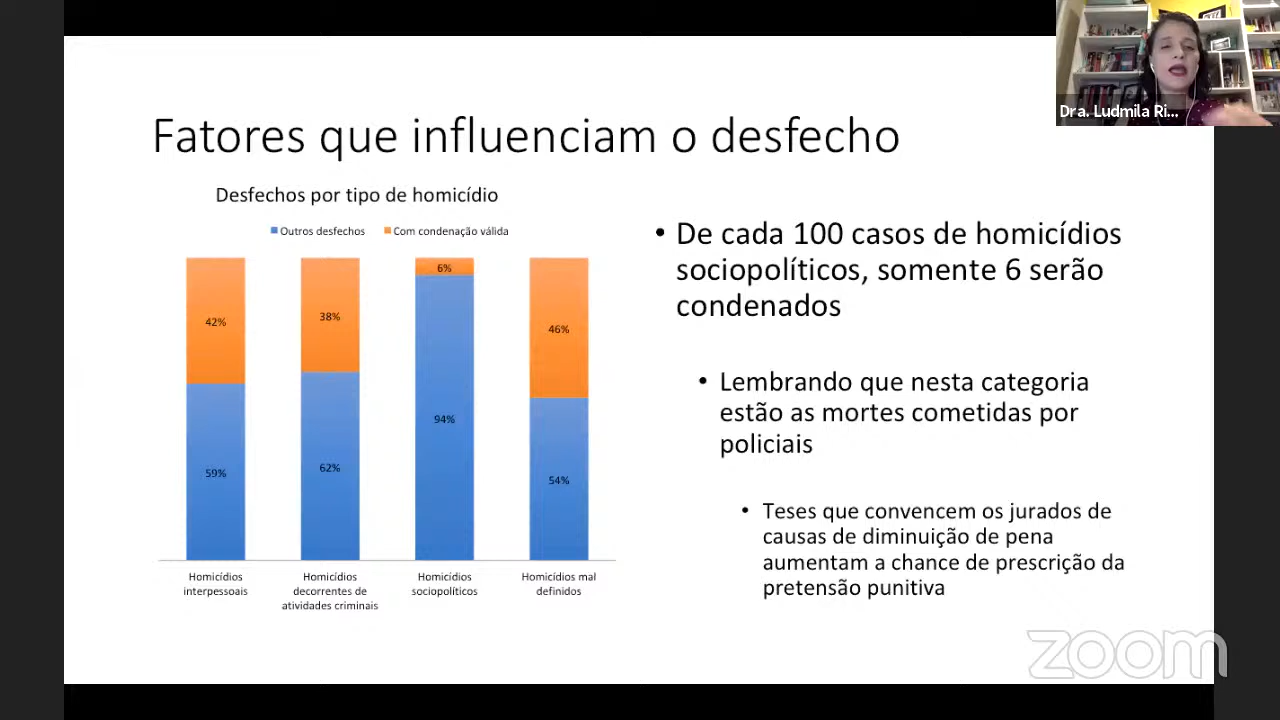 Dra. Ludmila Ri...
Fatores que influenciam o desfecho
Desfechos por tipo de homicídio
Outros desfechos
Com condenação válida
42%
38%
6%
46%
59%
62%
94%
54%
Homicídios
interpessoais
Homicídios
decorrentes de
atividades criminais
Homicídios
sociopolíticos
Homicídios mal
definidos
• De cada 100 casos de homicídios
sociopolíticos, somente 6 serão
condenados
• Lembrando que nesta categoria
estão as mortes cometidas por
policiais
• Teses que convencem os jurados de
causas de diminuição de pena
aumentam a chance de prescrição da
pretensão punitiva
zoom